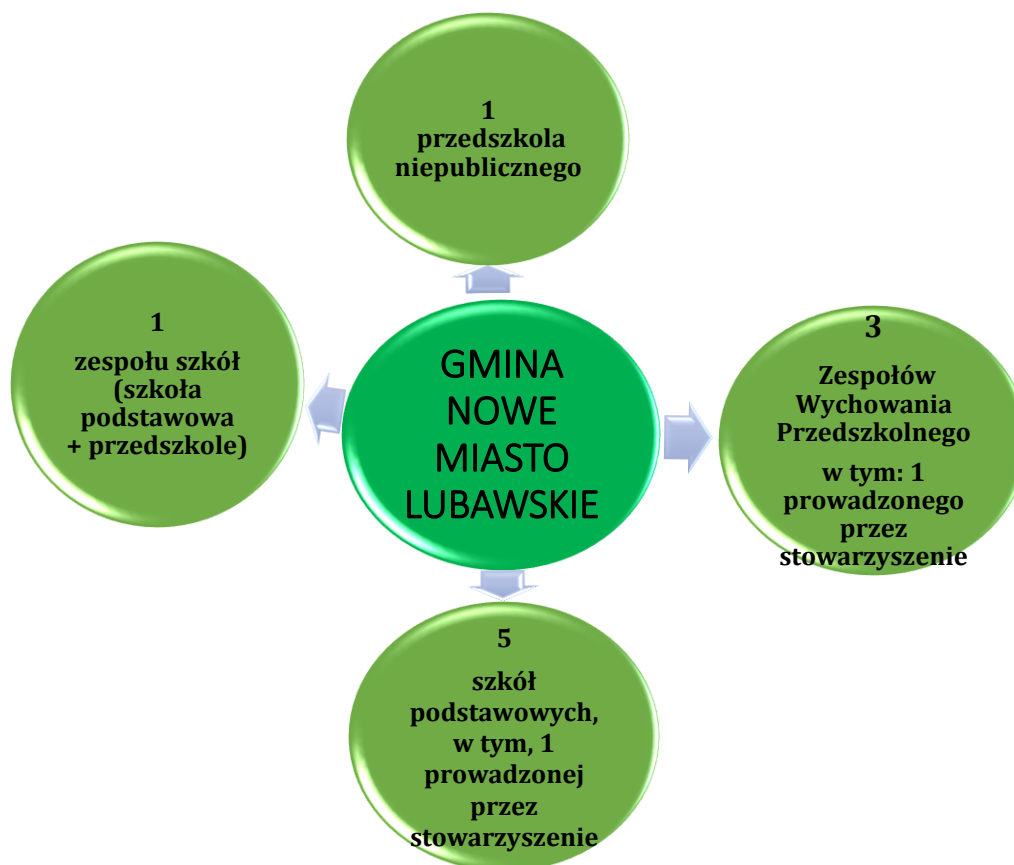 1
przedszkola
niepublicznego
1
zespołu szkół
(szkoła
podstawowa
+ przedszkole)
GMINA
NOWE
MIASTO
LUBAWSKIE
3
Zespołów
Wychowania
Przedszkolnego
w tym: 1
prowadzonego
przez
stowarzyszenie
5
szkół
podstawowych,
w tym, 1
prowadzonej
przez
stowarzyszenie